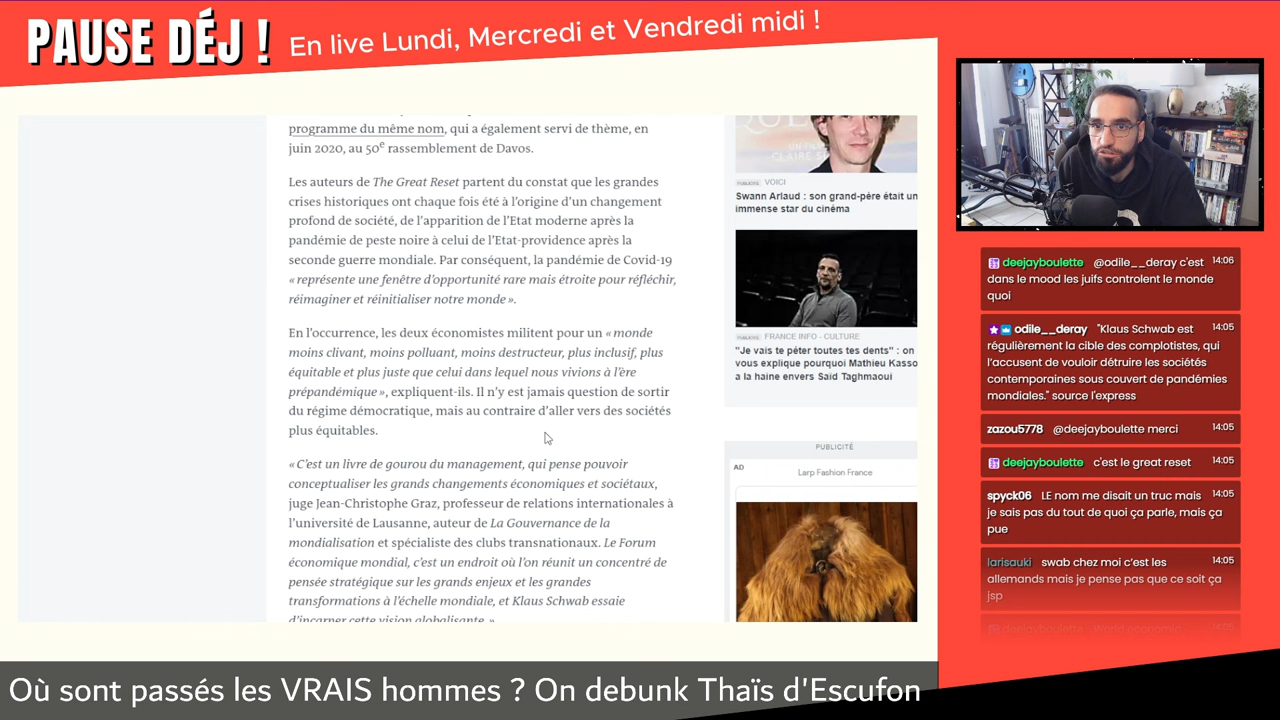 PAUSE DÉJ !
En live Lundi, Mercredi et Vendredi midi !
programme du même nom, qui a également servi de thème, en
juin 2020, au 50e rassemblement de Davos.
Les auteurs de The Great Reset partent du constat que les grandes
crises historiques ont chaque fois été à l'origine d'un changement
profond de société, de l'apparition de l'Etat moderne après la
pandémie de peste noire à celui de l'Etat-providence après la
seconde guerre mondiale. Par conséquent, la pandémie de Covid-19
« représente une fenêtre d'opportunité rare mais étroite pour réfléchir,
réimaginer et réinitialiser notre monde ».
En l'occurrence, les deux économistes militent pour un « monde
moins clivant, moins polluant, moins destructeur, plus inclusif, plus
équitable et plus juste que celui dans lequel nous vivions à l'ère
prépandémique », expliquent-ils. Il n'y est jamais question de sortir
du régime démocratique, mais au contraire d'aller vers des sociétés
plus équitables.
« C'est un livre de gourou du management, qui pense pouvoir
conceptualiser les grands changements économiques et sociétaux,
juge Jean-Christophe Graz, professeur de relations internationales à
l'université de Lausanne, auteur de La Gouvernance de la
mondialisation et spécialiste des clubs transnationaux. Le Forum
économique mondial, c'est un endroit où l'on réunit un concentré de
pensée stratégique sur les grands enjeux et les grandes
transformations à l'échelle mondiale, et Klaus Schwab essaie
d'incarner cette vision globalisante. »
PUBLICITÉ VOICI
Swann Arlaud : son grand-père était un
immense star du cinéma
PUBLICITÉ FRANCE INFO - CULTURE
"Je vais te péter toutes tes dents" : on
vous explique pourquoi Mathieu Kasso
a la haine envers Saïd Taghmaoui
PUBLICITÉ
AD
Larp Fashion France
deejayboulette @odile__deray c'est 14:06
dans le mood les juifs controlent le monde
quoi
odile__deray "Klaus Schwab est 14:05
régulièrement la cible des complotistes, qui
l'accusent de vouloir détruire les sociétés
contemporaines sous couvert de pandémies
mondiales." source l'express
zazou5778 @deejayboulette merci 14:05
deejayboulette c'est le great reset 14:05
spyck06 LE nom me disait un truc mais 14:05
je sais pas du tout de quoi ça parle, mais ça
pue
larisauki swab chez moi c'est les 14:05
allemands mais je pense pas que ce soit ça
jsp
deejayboulette world economic 14:05
Où sont passés les VRAIS hommes ? On debunk Thaïs d'Escufon